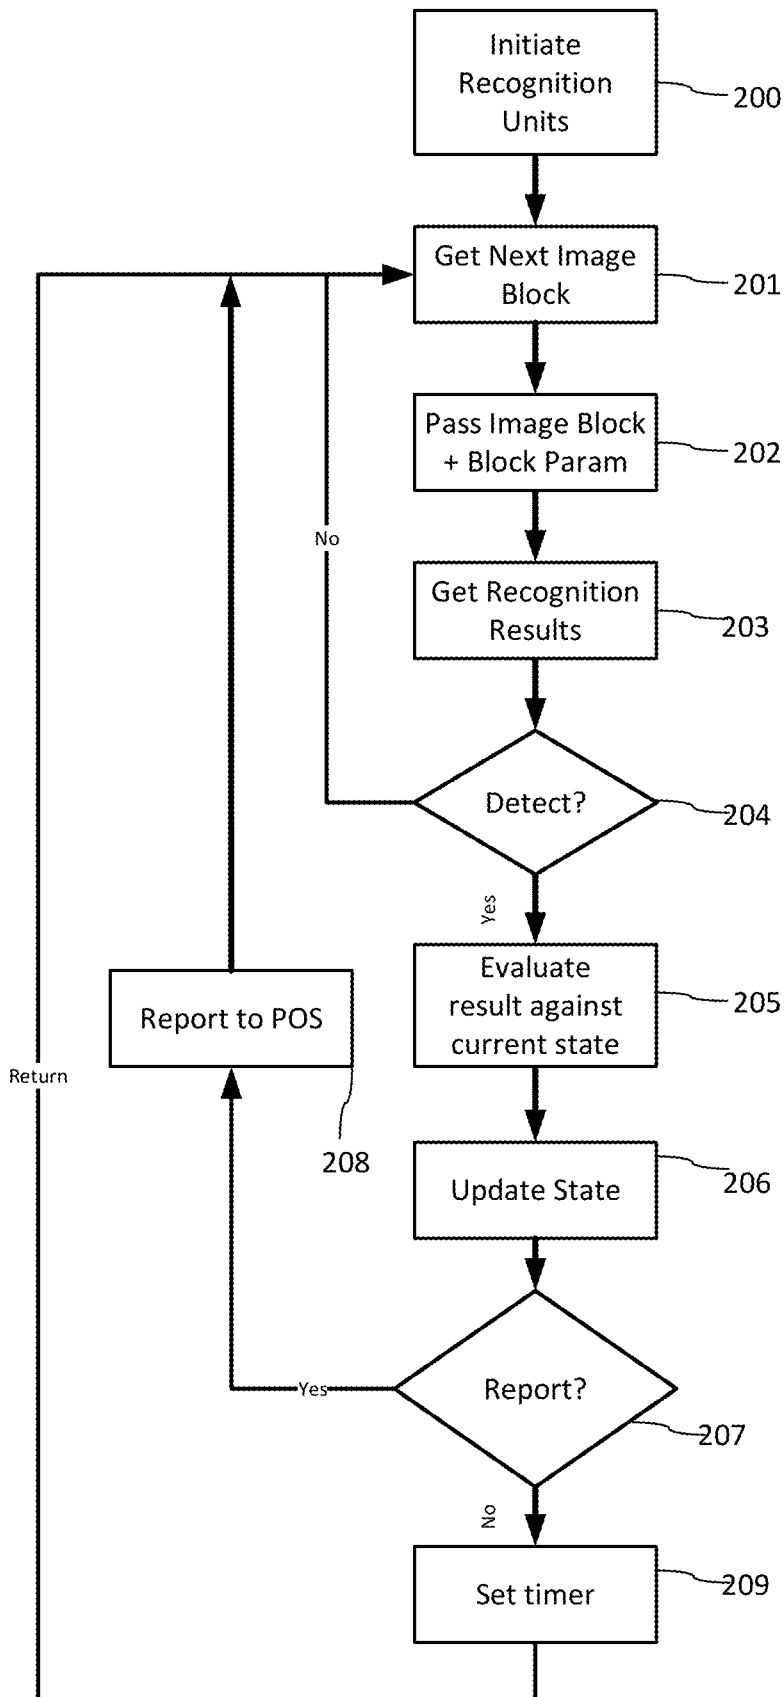 Initiate
Recognition
Units
200
Get Next Image
Block
201
Pass Image Block
+ Block Param
202
No
Get Recognition
Results
203
Detect?
204
Yes
Evaluate
result against
current state
205
Report to POS
Return
208
Update State
206
Report?
Yes
207
No
Set timer
209